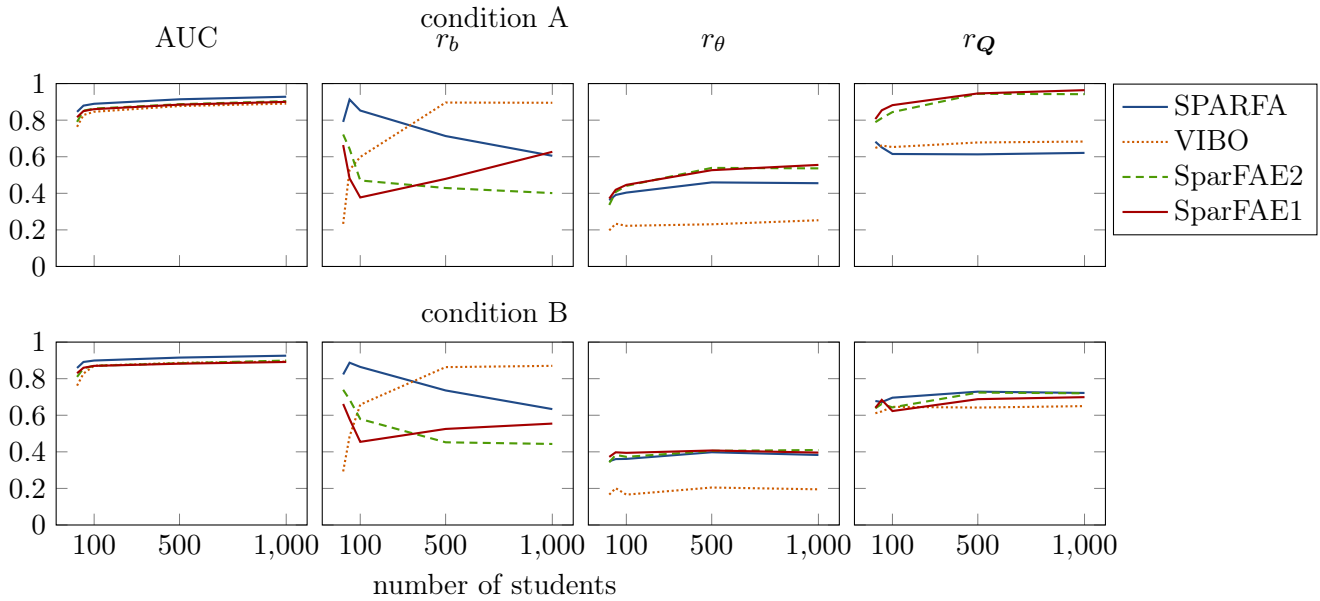 condition A
AUC
r_b
r_θ
r_Q
1
0.8
0.6
0.4
0.2
0
SPARFA
VIBO
SparFAE2
SparFAE1
condition B
1
0.8
0.6
0.4
0.2
0
100 500 1,000
100 500 1,000
100 500 1,000
100 500 1,000
number of students